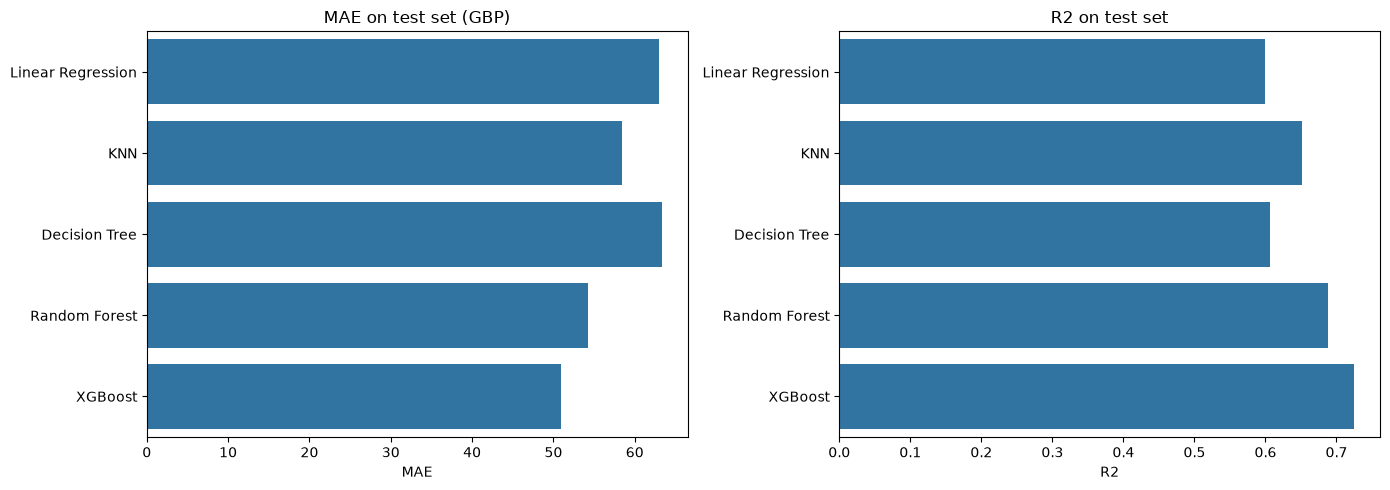 MAE on test set (GBP)
Linear Regression
KNN
Decision Tree
Random Forest
XGBoost
0 10 20 30 40 50 60
MAE
R2 on test set
Linear Regression
KNN
Decision Tree
Random Forest
XGBoost
0.0 0.1 0.2 0.3 0.4 0.5 0.6 0.7
R2